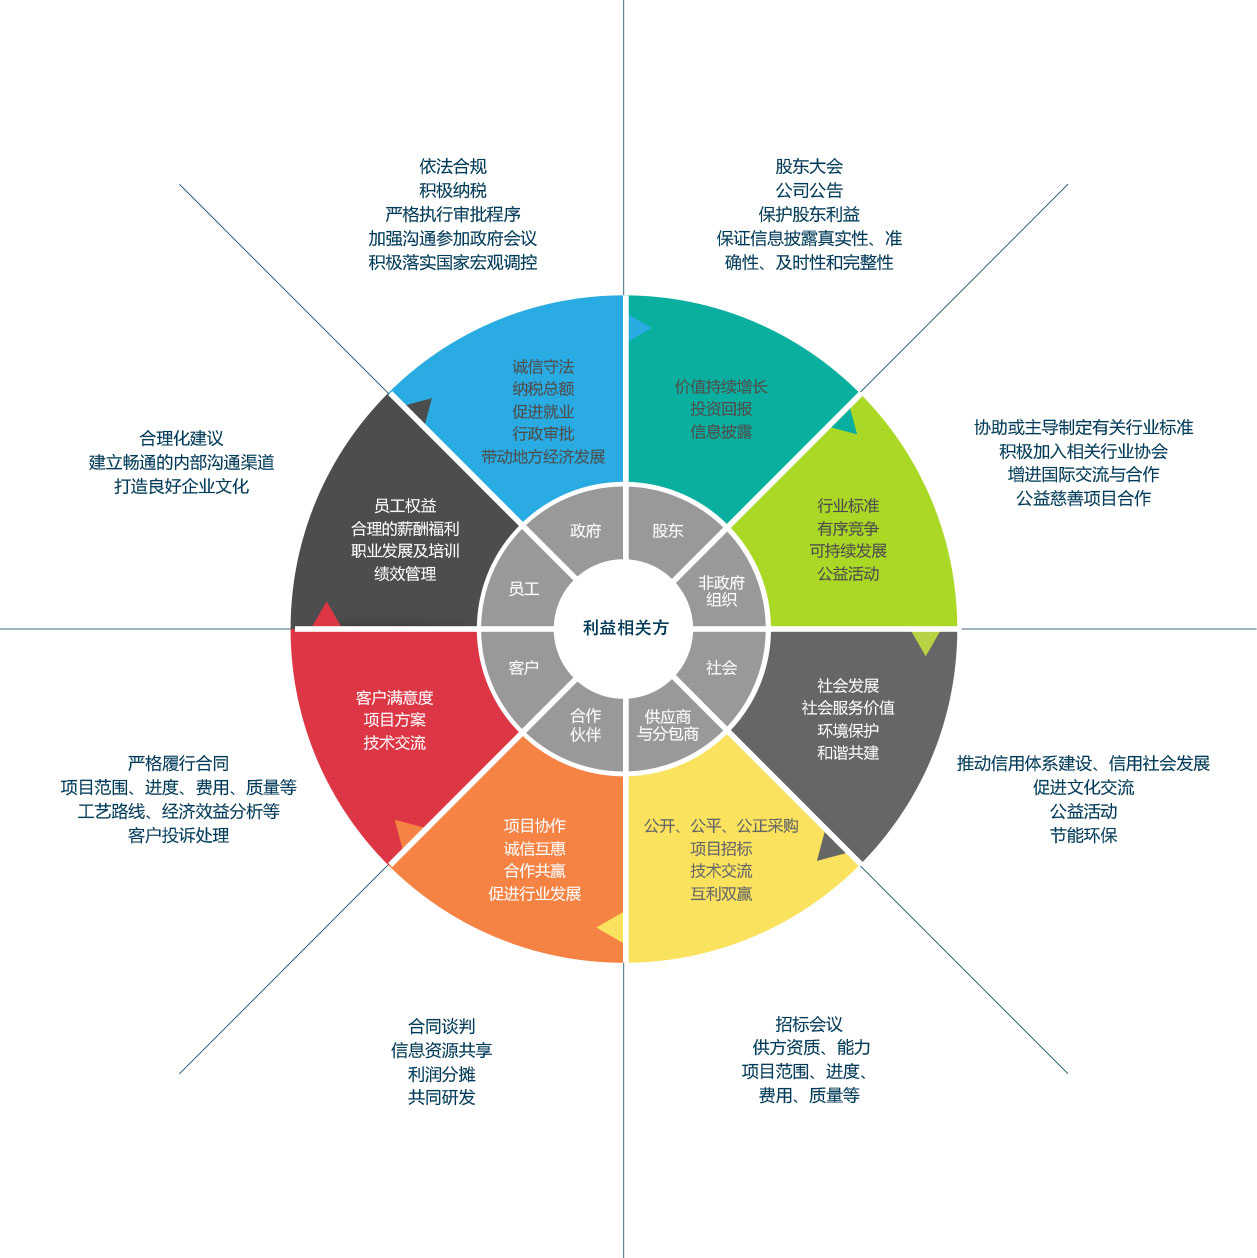 依法合规
积极纳税
严格执行审批程序
加强沟通参加政府会议
积极落实国家宏观调控
股东大会
公司公告
保护股东利益
保证信息披露真实性、准
确性、及时性和完整性
合理化建议
建立畅通的内部沟通渠道
打造良好企业文化
诚信守法
纳税总额
促进就业
行政审批
带动地方经济发展
价值持续增长
投资回报
信息披露
协助或主导制定有关行业标准
积极加入相关行业协会
增进国际交流与合作
公益慈善项目合作
员工权益
合理的薪酬福利
职业发展及培训
绩效管理
行业标准
有序竞争
可持续发展
公益活动
政府
股东
员工
非政府
组织
利益相关方
客户
社会
合作
伙伴
供应商
与分包商
客户满意度
项目方案
技术交流
社会发展
社会服务价值
环境保护
和谐共建
严格履行合同
项目范围、进度、费用、质量等
工艺路线、经济效益分析等
客户投诉处理
推动信用体系建设、信用社会发展
促进文化交流
公益活动
节能环保
项目协作
诚信互惠
合作共赢
促进行业发展
公开、公平、公正采购
项目招标
技术交流
互利双赢
合同谈判
信息资源共享
利润分摊
共同研发
招标会议
供方资质、能力
项目范围、进度、
费用、质量等